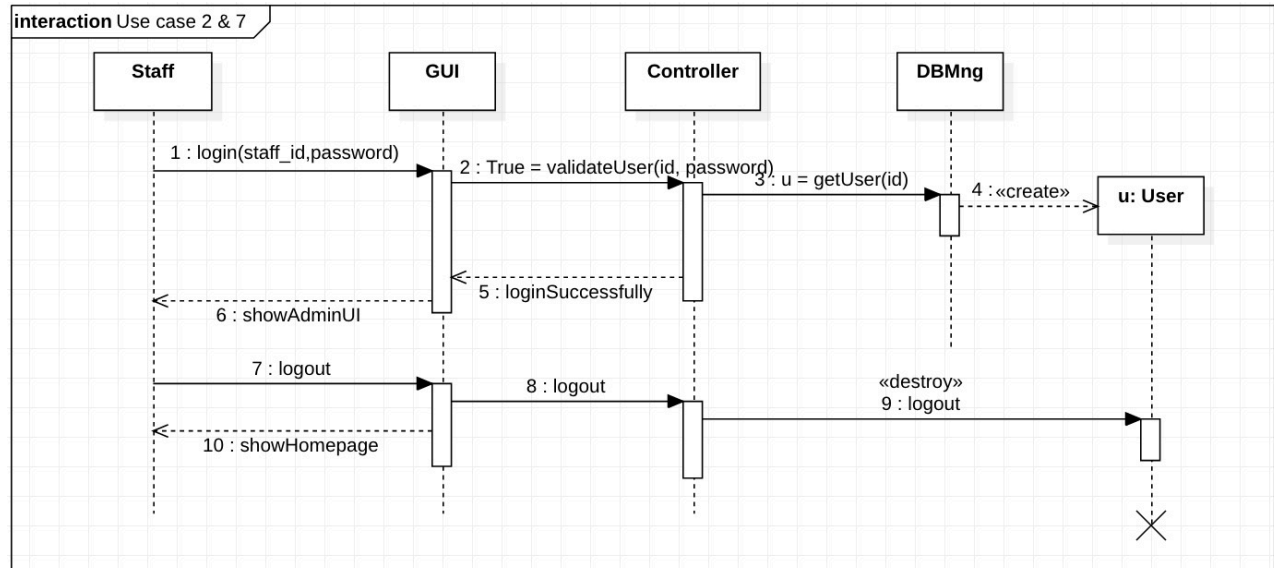 interaction Use case 2 & 7
Staff
GUI
Controller
DBMng
1 : login(staff_id,password)
2 : True = validateUser(id, password)
3 : u = getUser(id)
4 : «create»
u: User
5 : loginSuccessfully
6 : showAdminUI
7 : logout
8 : logout
«destroy»
9 : logout
10 : showHomepage